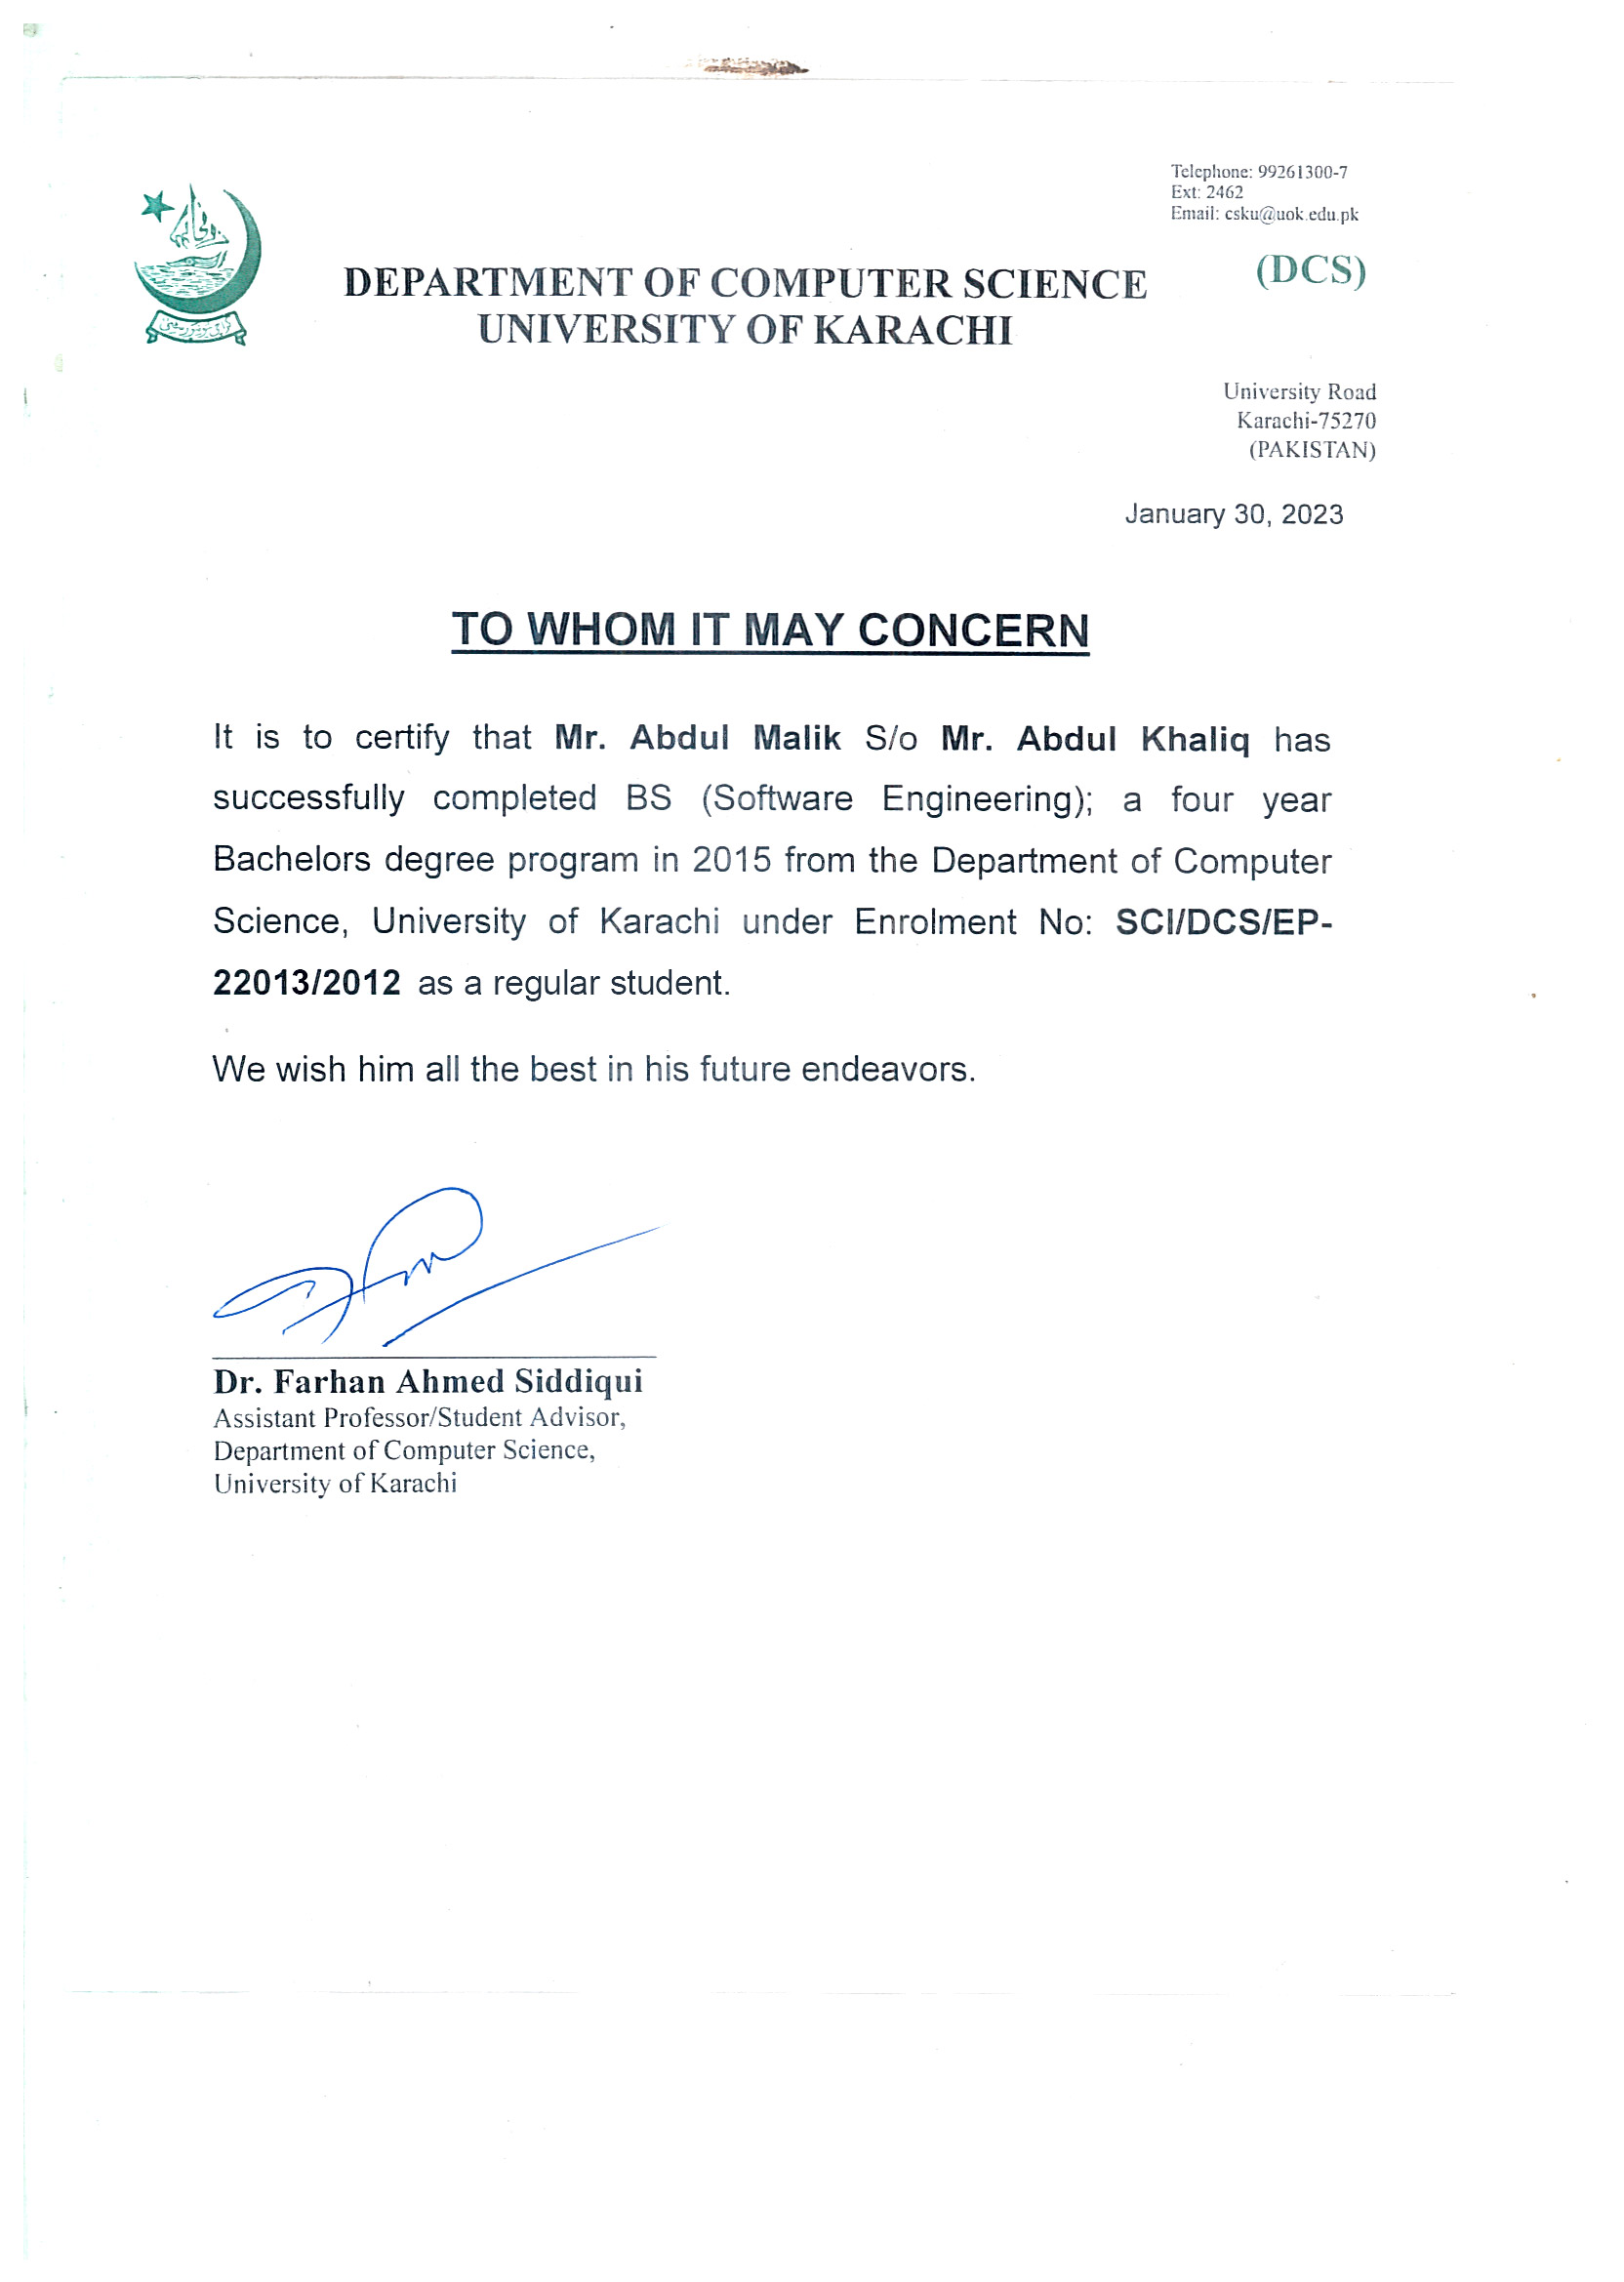 Telephone: 99261300-7
Ext: 2462
Email: csku@uok.edu.pk
(DCS)
DEPARTMENT OF COMPUTER SCIENCE
UNIVERSITY OF KARACHI
University Road
Karachi-75270
(PAKISTAN)
January 30, 2023
TO WHOM IT MAY CONCERN
It is to certify that Mr. Abdul Malik S/o Mr. Abdul Khaliq has
successfully completed BS (Software Engineering); a four year
Bachelors degree program in 2015 from the Department of Computer
Science, University of Karachi under Enrolment No: SCI/DCS/EP-
22013/2012 as a regular student.
We wish him all the best in his future endeavors.
Dr. Farhan Ahmed Siddiqui
Assistant Professor/Student Advisor,
Department of Computer Science,
University of Karachi